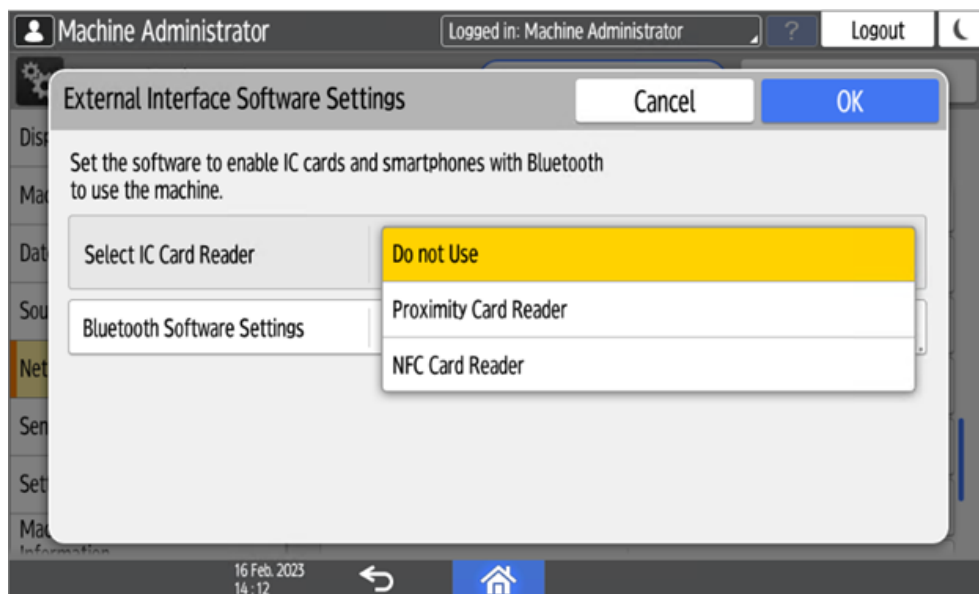 Machine Administrator
Logged in: Machine Administrator
?
Logout
External Interface Software Settings
Cancel
OK
Set the software to enable IC cards and smartphones with Bluetooth
to use the machine.
Select IC Card Reader
Do not Use
Proximity Card Reader
Bluetooth Software Settings
NFC Card Reader
Net
Information
16 Feb. 2023
14 : 12